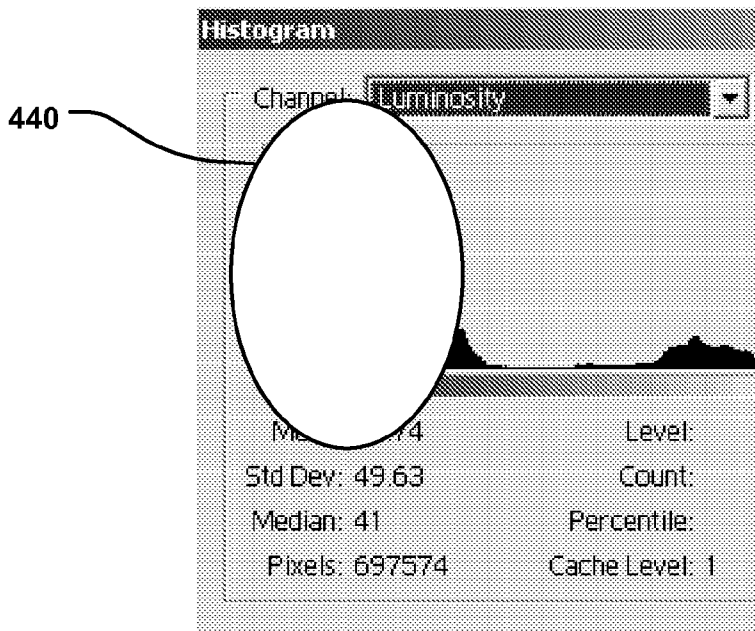 Histogram
Channel: Luminosity
440
Level:
Std Dev: 49.63 Count:
Median: 41 Percentile:
Pixels: 697574 Cache Level: 1